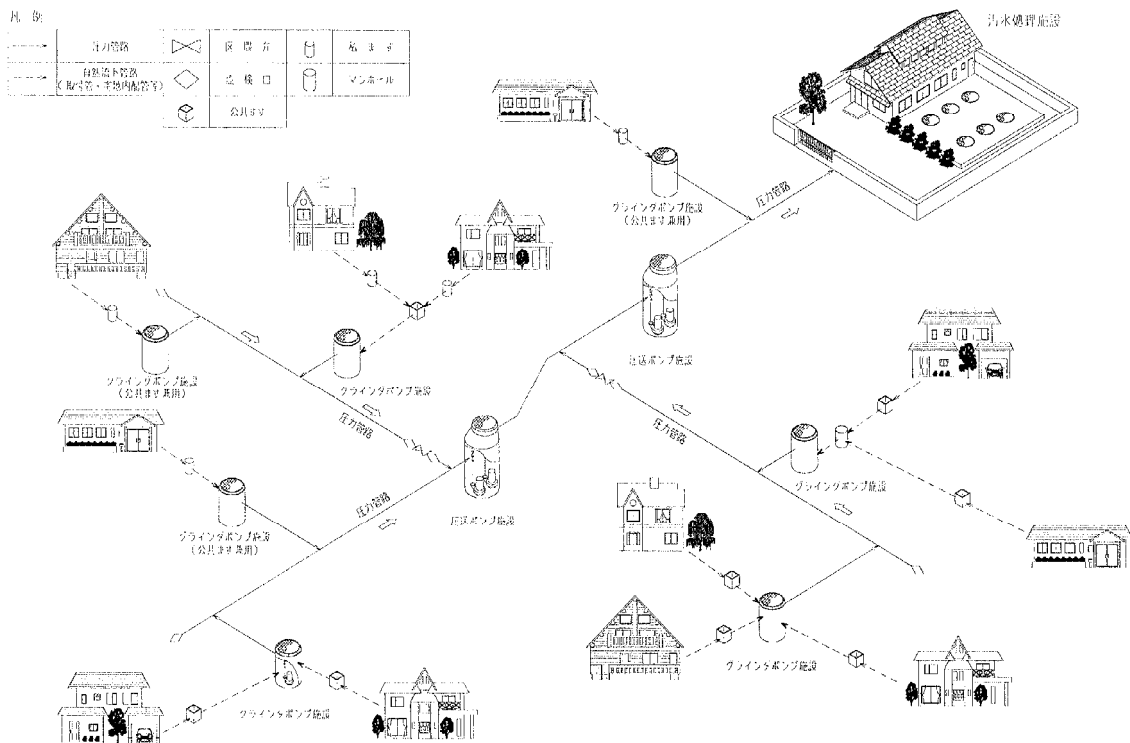 凡 例
圧力管路
区 間 弁
私 ま す
自然流下管路
(取付管・宅地内配管等)
点 検 口
マンホール
公共ます
汚水処理施設
圧力管路
グラインダポンプ施設
(公共ます兼用)
圧送ポンプ施設
グラインダポンプ施設
(公共ます兼用)
グラインダポンプ施設
圧力管路
圧力管路
グラインダポンプ施設
圧力管路
圧送ポンプ施設
グラインダポンプ施設
(公共ます兼用)
グラインダポンプ施設
グラインダポンプ施設